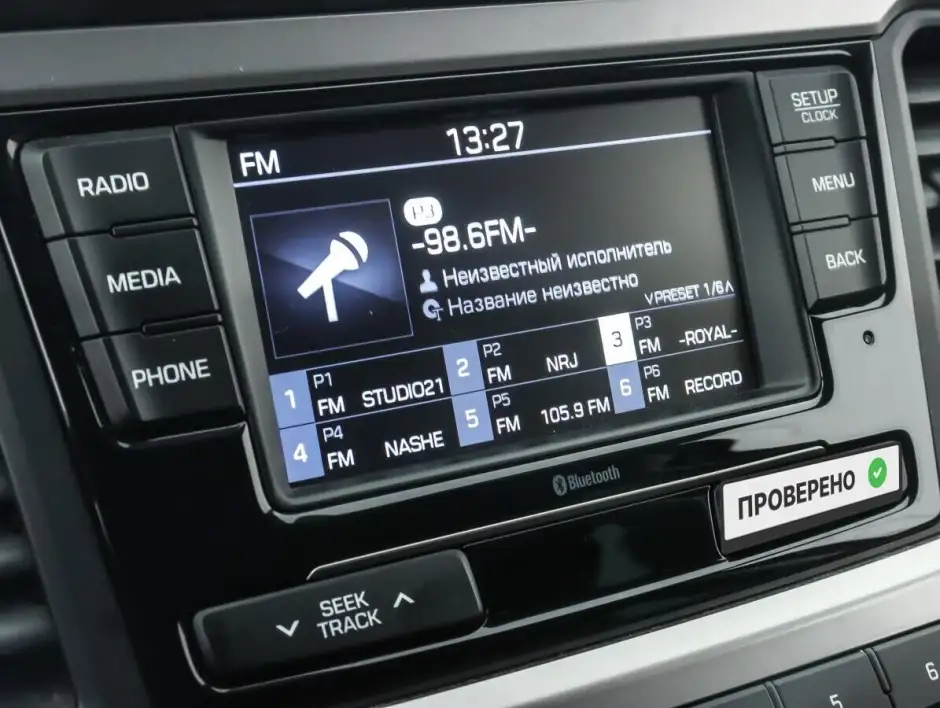 RADIO
MEDIA
PHONE
FM
13:27
P3
-98.6FM-
Неизвестный исполнитель
Название неизвестно
PRESET 1/6
1 P1 FM STUDIO21
2 P2 FM NRJ
3 P3 FM -ROYAL-
4 P4 FM NASHE
5 P5 FM 105.9 FM
6 P6 FM RECORD
SETUP
CLOCK
MENU
BACK
Bluetooth
ПРОВЕРЕНО
SEEK
TRACK
5
6